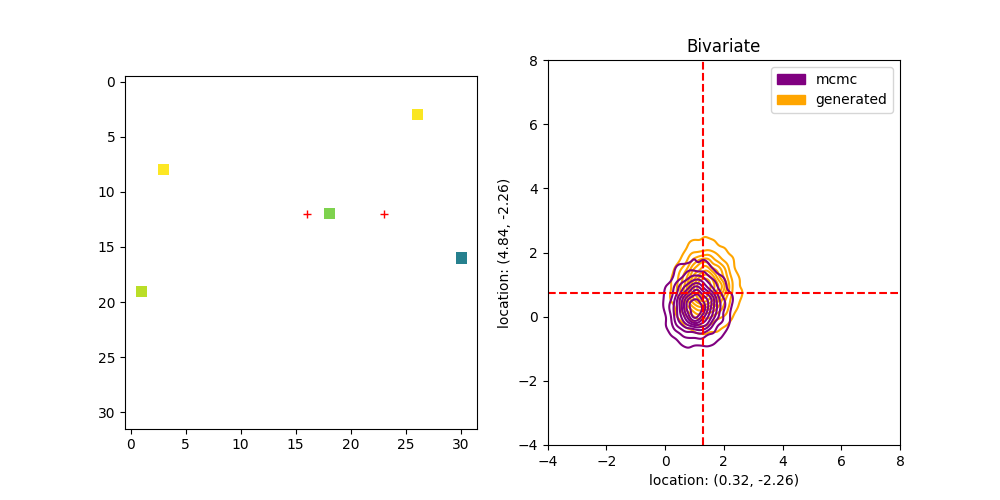 0
5
10
15
20
25
30
0 5 10 15 20 25 30
Bivariate
mcmc
generated
8
6
4
2
0
−2
−4
−4 −2 0 2 4 6 8
location: (4.84, -2.26)
location: (0.32, -2.26)